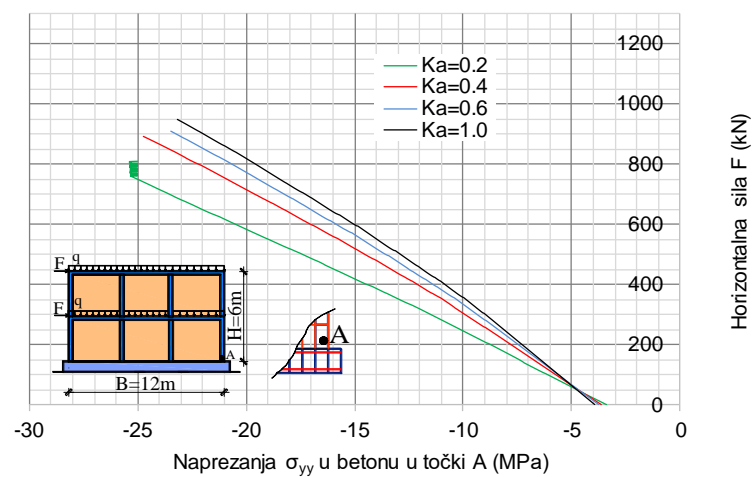 1200
1000
800
600
400
200
0
Horizontalna sila F (kN)
Ka=0.2
Ka=0.4
Ka=0.6
Ka=1.0
F q
F q
H=6m
A
B=12m
A
-30 -25 -20 -15 -10 -5 0
Naprezanja σyy u betonu u točki A (MPa)